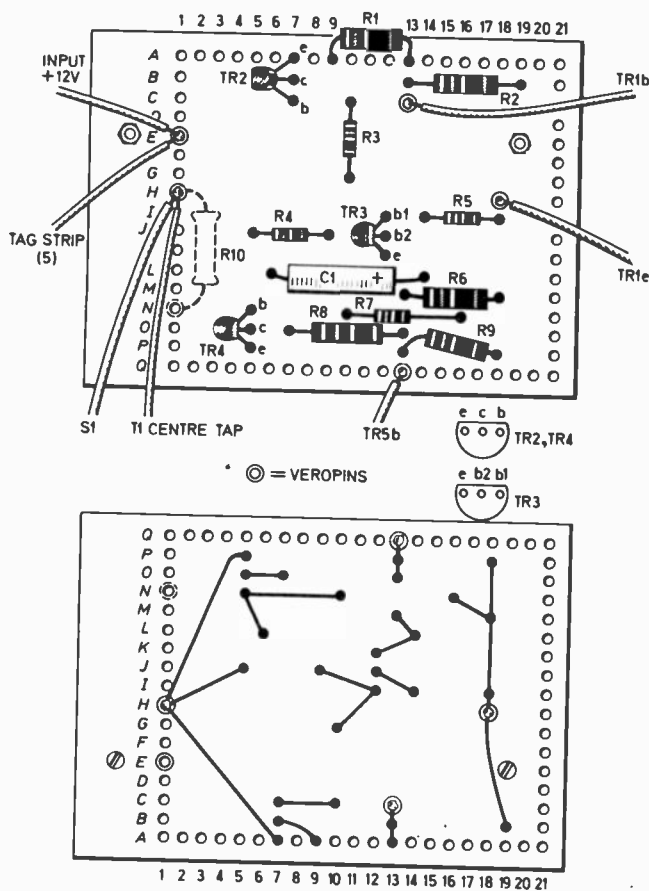 1 2 3 4 5 6 7 8 9 R1 13 14 15 16 17 18 19 20 21
A
B
C
E
G
H
I
J
L
M
N
O
P
Q
INPUT
+12V
TAG STRIP
(5)
S1
T1 CENTRE TAP
TR5b
TR1b
TR1e
TR2
e
c
b
R2
R3
R4
TR3
b1
b2
e
R5
R10
C1 +
R6
R7
R8
R9
TR4
b
c
e
e c b
TR2,TR4
= VEROPINS
e b2 b1
TR3
Q
P
O
N
M
L
K
J
I
H
G
F
E
D
C
B
A
1 2 3 4 5 6 7 8 9 10 11 12 13 14 15 16 17 18 19 20 21